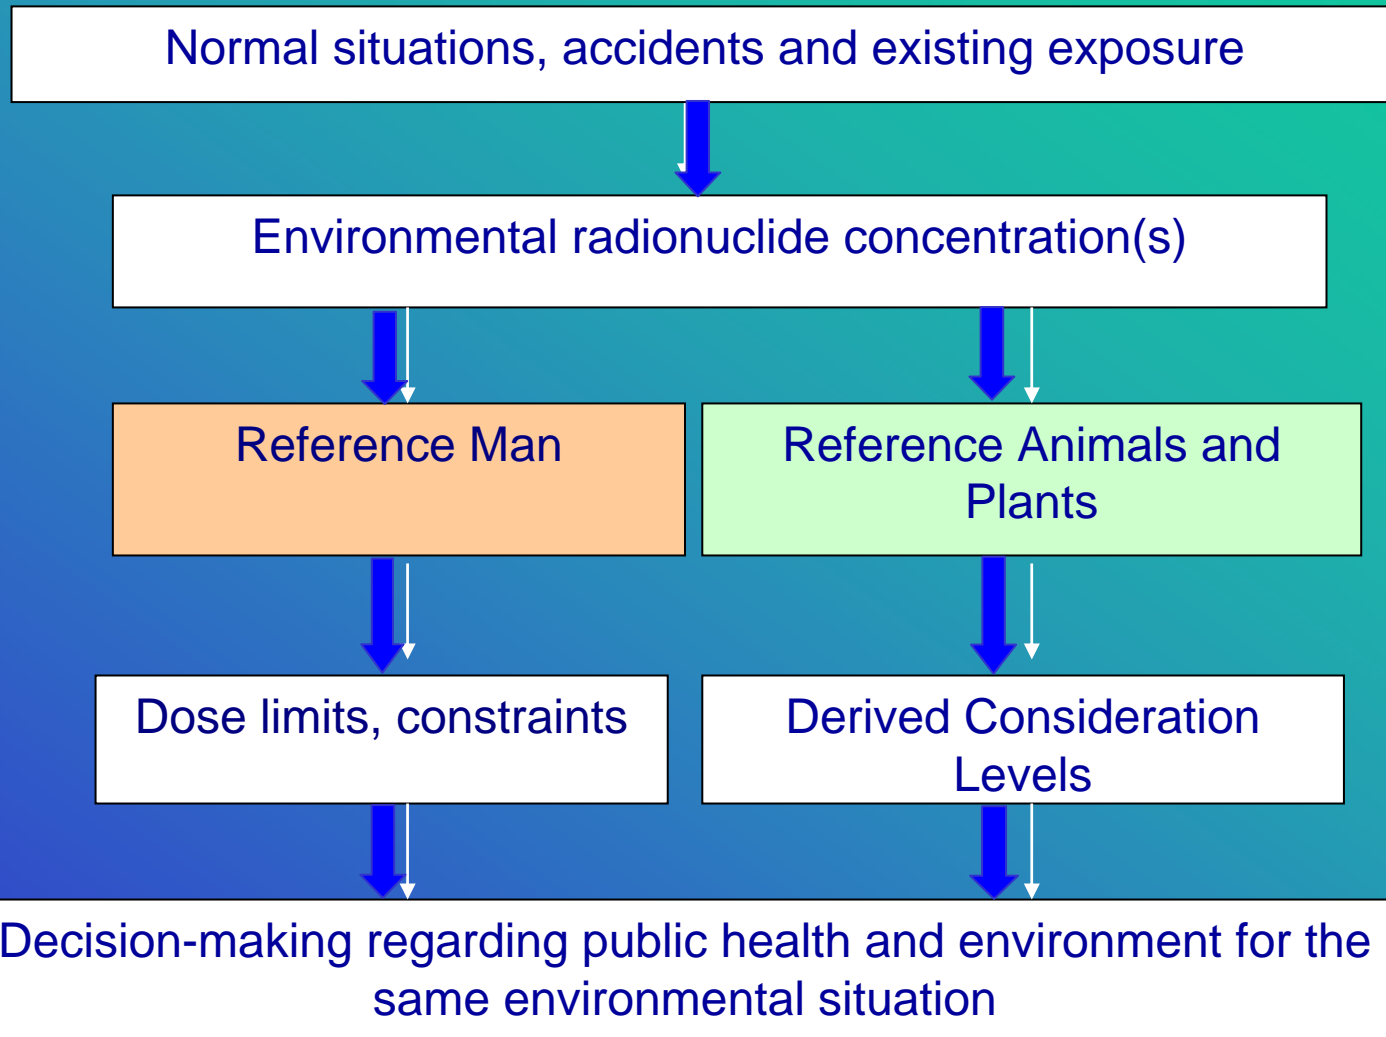 Normal situations, accidents and existing exposure
Environmental radionuclide concentration(s)
Reference Man
Reference Animals and
Plants
Dose limits, constraints
Derived Consideration
Levels
Decision-making regarding public health and environment for the
same environmental situation